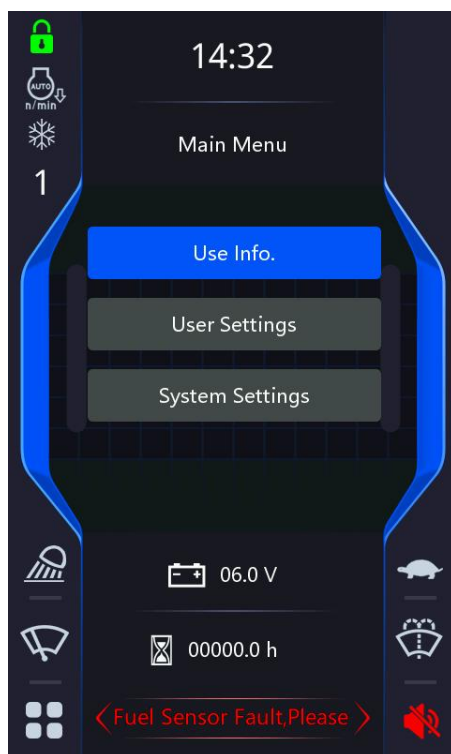 14:32
AUTO
n/min
Main Menu
1
Use Info.
User Settings
System Settings
06.0 V
00000.0 h
Fuel Sensor Fault,Please